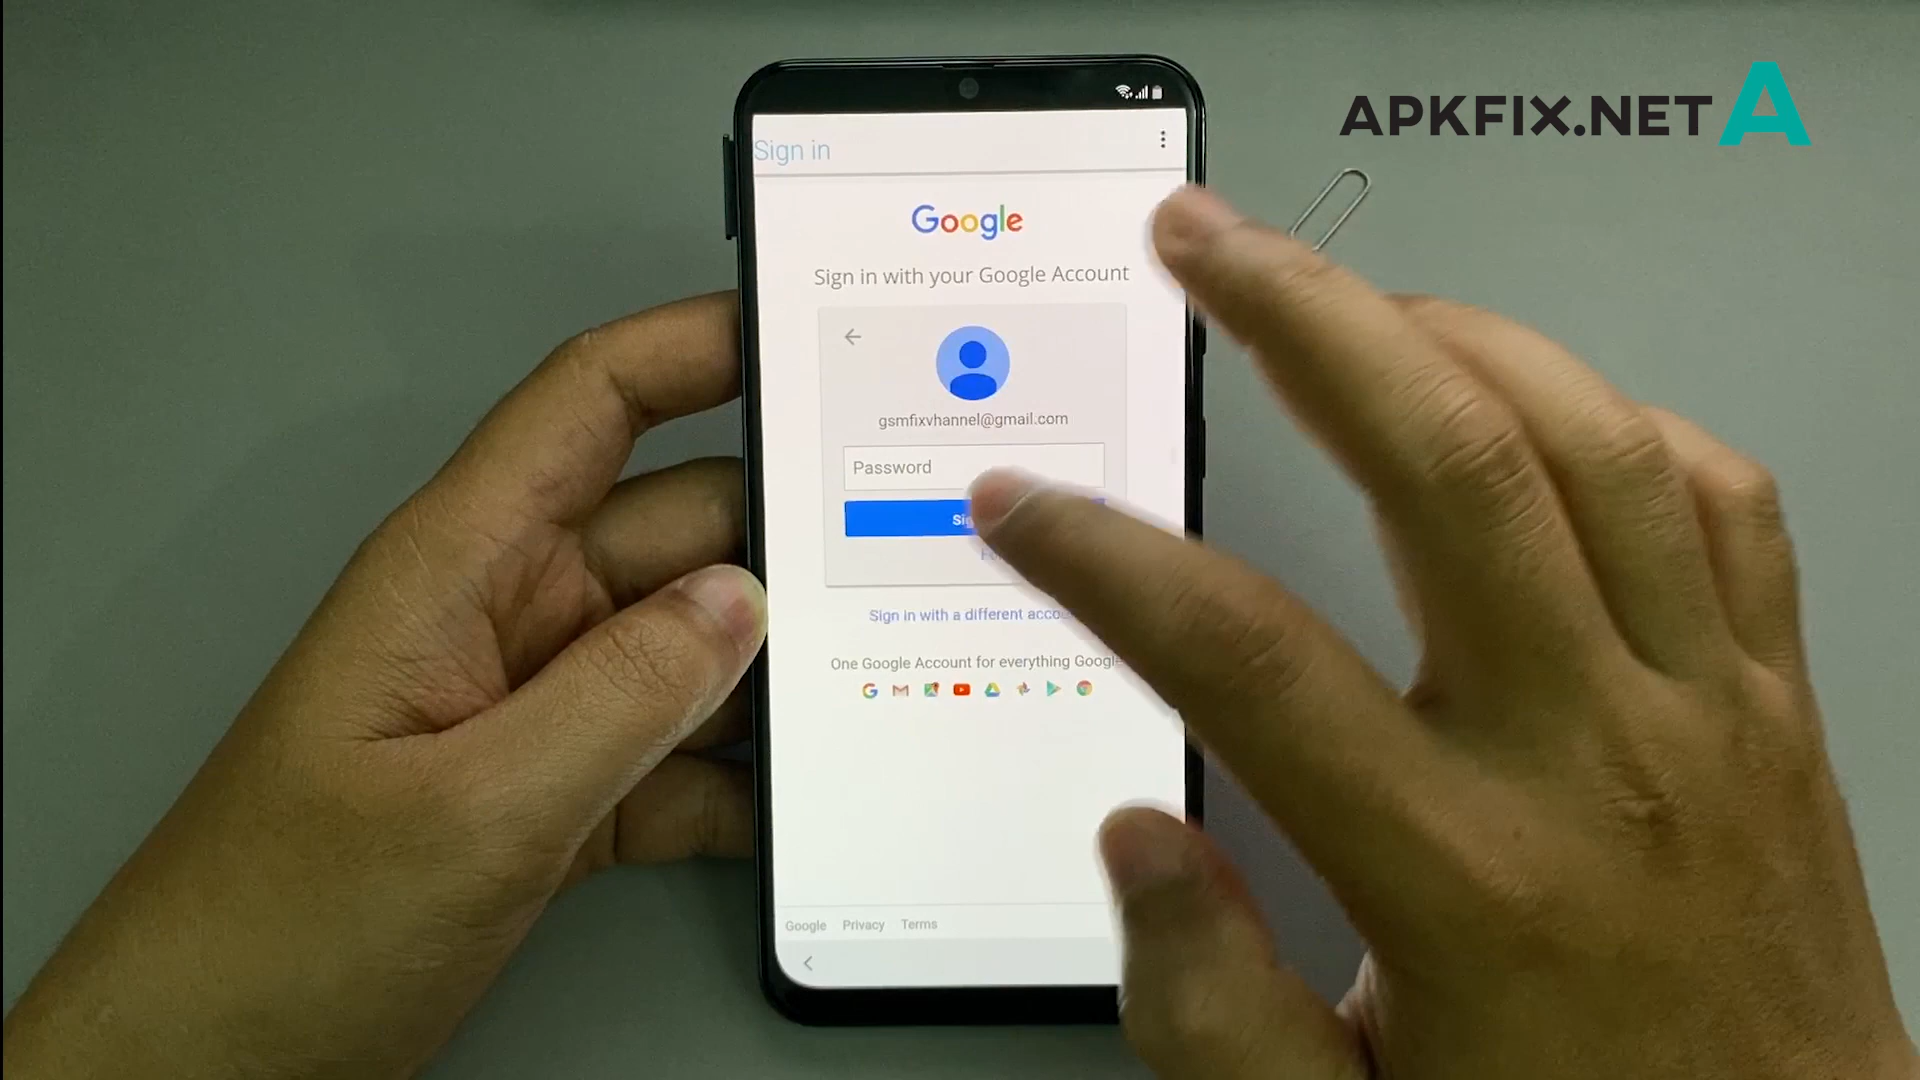 APKFIX.NET A
Sign in
Google
Sign in with your Google Account
gsmfixvhannel@gmail.com
Password
Sign in with a different
One Google Account for everything Google
Google Privacy Terms